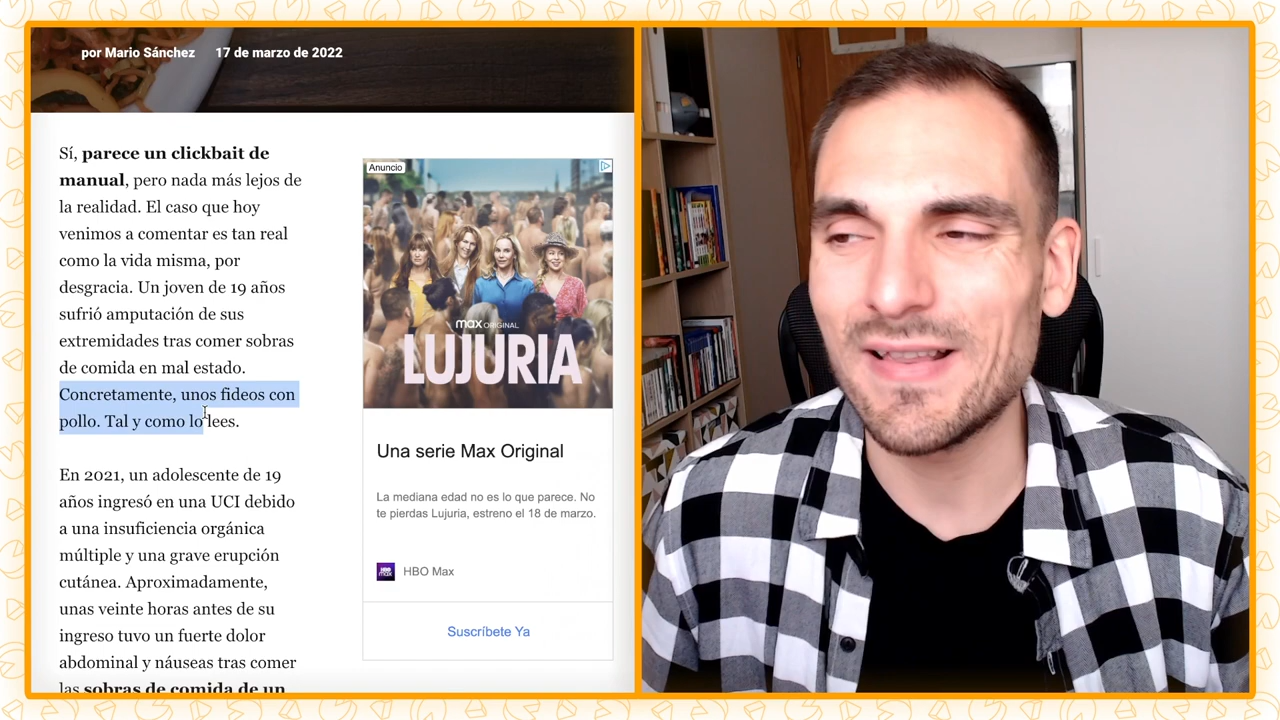 por Mario Sánchez 17 de marzo de 2022
Sí, parece un clickbait de
manual, pero nada más lejos de
la realidad. El caso que hoy
venimos a comentar es tan real
como la vida misma, por
desgracia. Un joven de 19 años
sufrió amputación de sus
extremidades tras comer sobras
de comida en mal estado.
Concretamente, unos fideos con
pollo. Tal y como lo lees.
En 2021, un adolescente de 19
años ingresó en una UCI debido
a una insuficiencia orgánica
múltiple y una grave erupción
cutánea. Aproximadamente,
unas veinte horas antes de su
ingreso tuvo un fuerte dolor
abdominal y náuseas tras comer
las sobras de comida de un
Anuncio
max ORIGINAL
LUJURIA
Una serie Max Original
La mediana edad no es lo que parece. No
te pierdas Lujuria, estreno el 18 de marzo.
HBO max
HBO Max
Suscríbete Ya